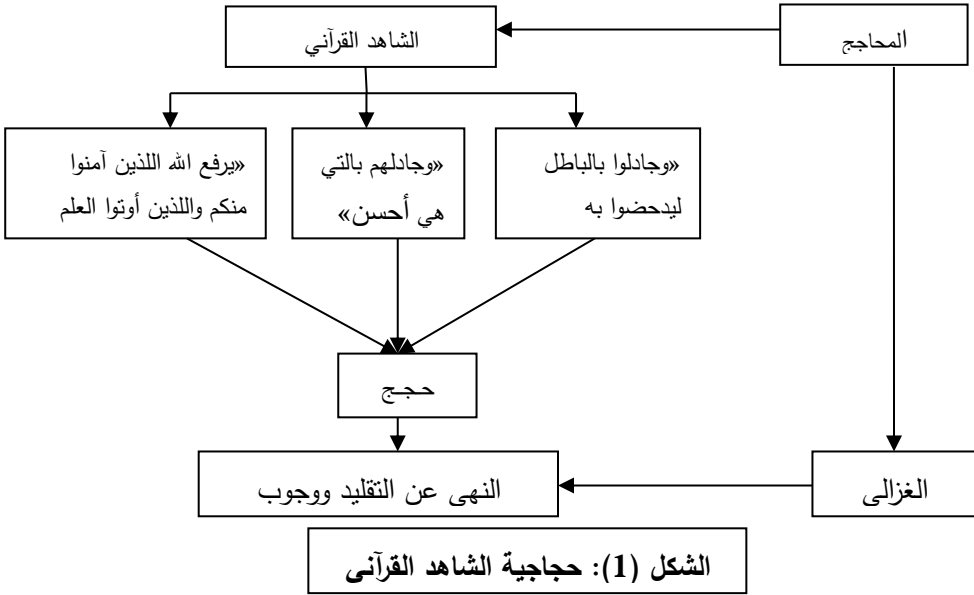 المحاجج
الشاهد القرآني
«وجادلوا بالباطل
ليدحضوا به
«وجادلهم بالتي
هي أحسن»
«يرفع الله اللذين آمنوا
منكم واللذين أوتوا العلم
حجج
الغزالى
النهى عن التقليد ووجوب
الشكل (1): حجاجية الشاهد القرآنى